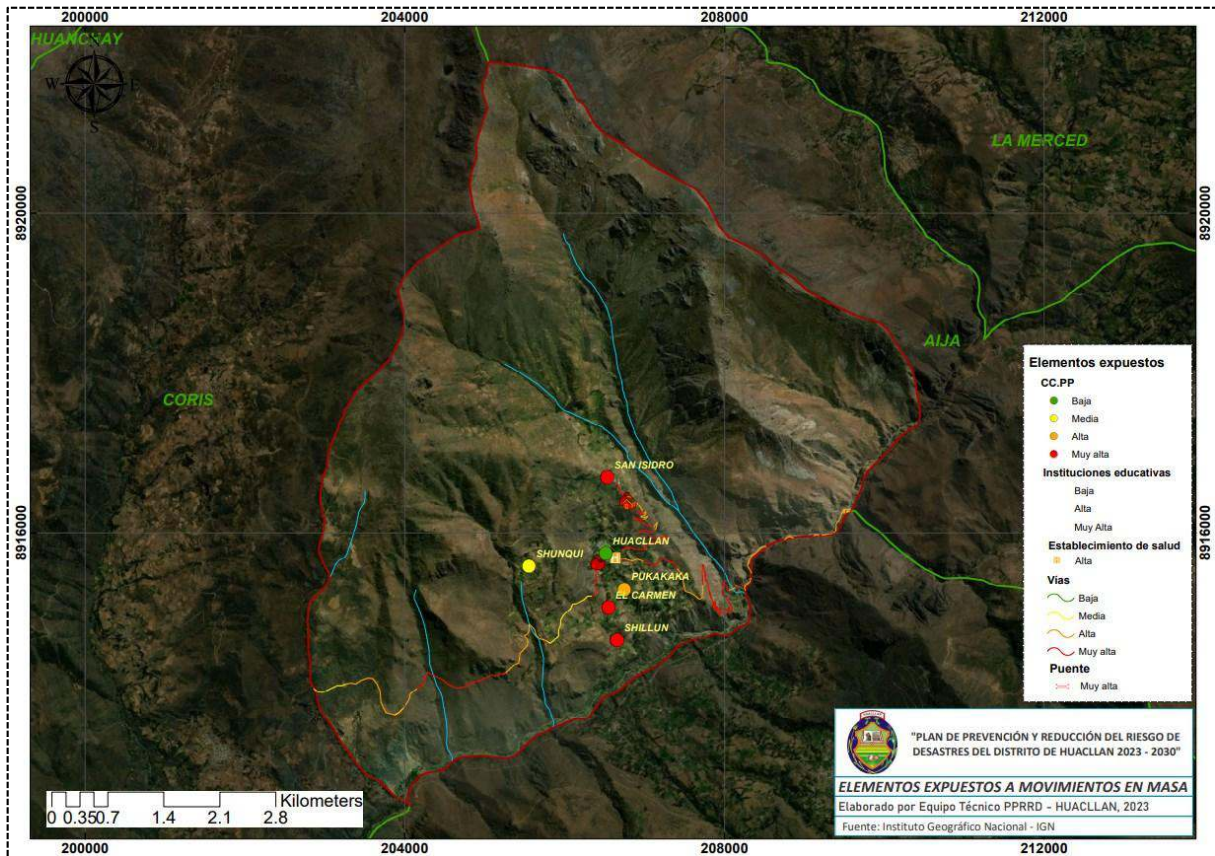 200000
204000
208000
212000
HUANCHAY
N
W
E
S
LA MERCED
8920000
8920000
AIJA
CORIS
Elementos expuestos
CC.PP
Baja
Media
Alta
Muy alta
Instituciones educativas
Baja
Alta
Muy Alta
Establecimiento de salud
Alta
Vías
Baja
Media
Alta
Muy alta
Puente
Muy alta
SAN ISIDRO
8916000
8916000
HUACLLAN
SHUNQUI
PUKAKAKA
EL CARMEN
SHILLUN
"PLAN DE PREVENCIÓN Y REDUCCIÓN DEL RIESGO DE
DESASTRES DEL DISTRITO DE HUACLLAN 2023 - 2030"
ELEMENTOS EXPUESTOS A MOVIMIENTOS EN MASA
Elaborado por Equipo Técnico PPRRD – HUACLLAN, 2023
Fuente: Instituto Geográfico Nacional - IGN
Kilometers
0 0.35 0.7 1.4 2.1 2.8
200000
204000
208000
212000